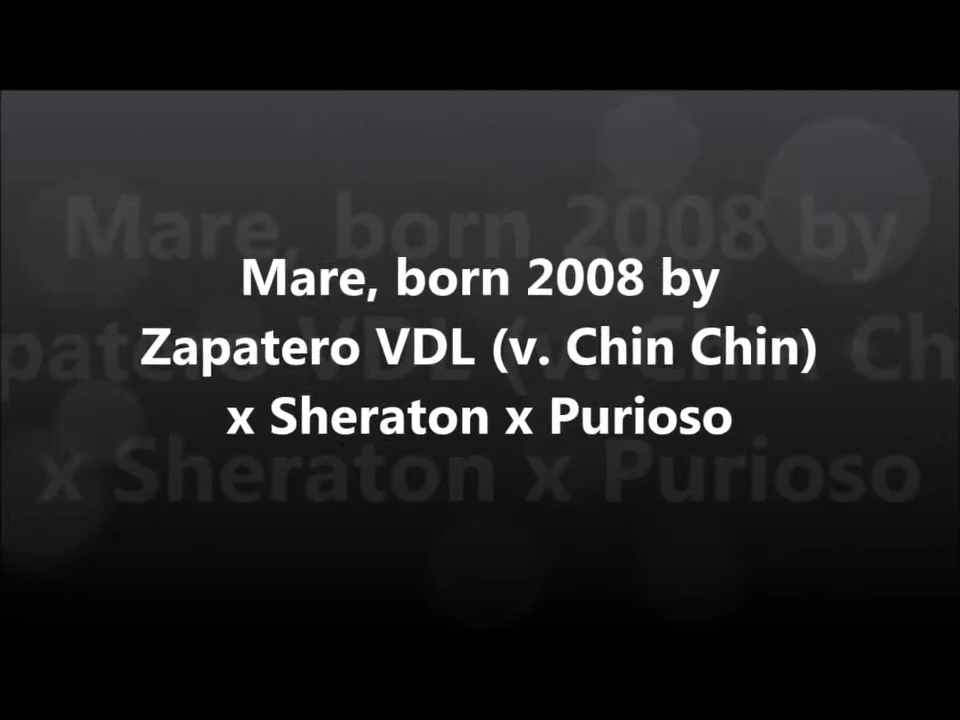 Mare, born 2008 by
Zapatero VDL (v. Chin Chin)
x Sheraton x Purioso